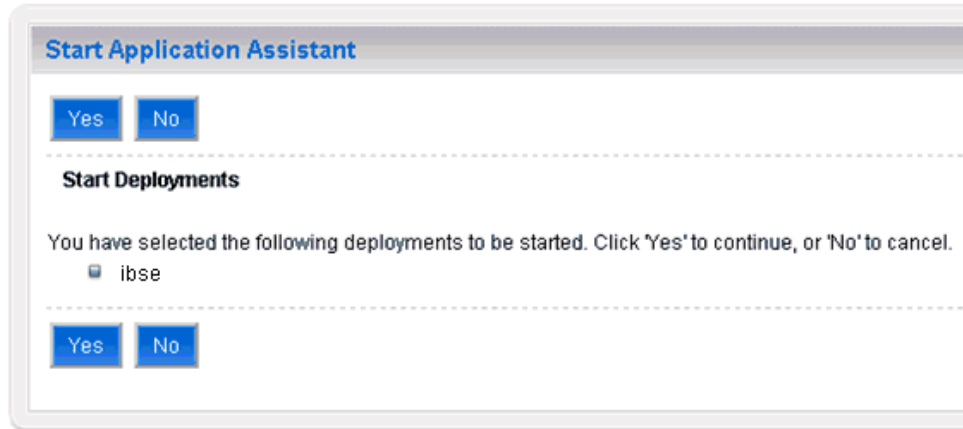 Start Application Assistant
Yes No
Start Deployments
You have selected the following deployments to be started. Click 'Yes' to continue, or 'No' to cancel.
ibse
Yes No